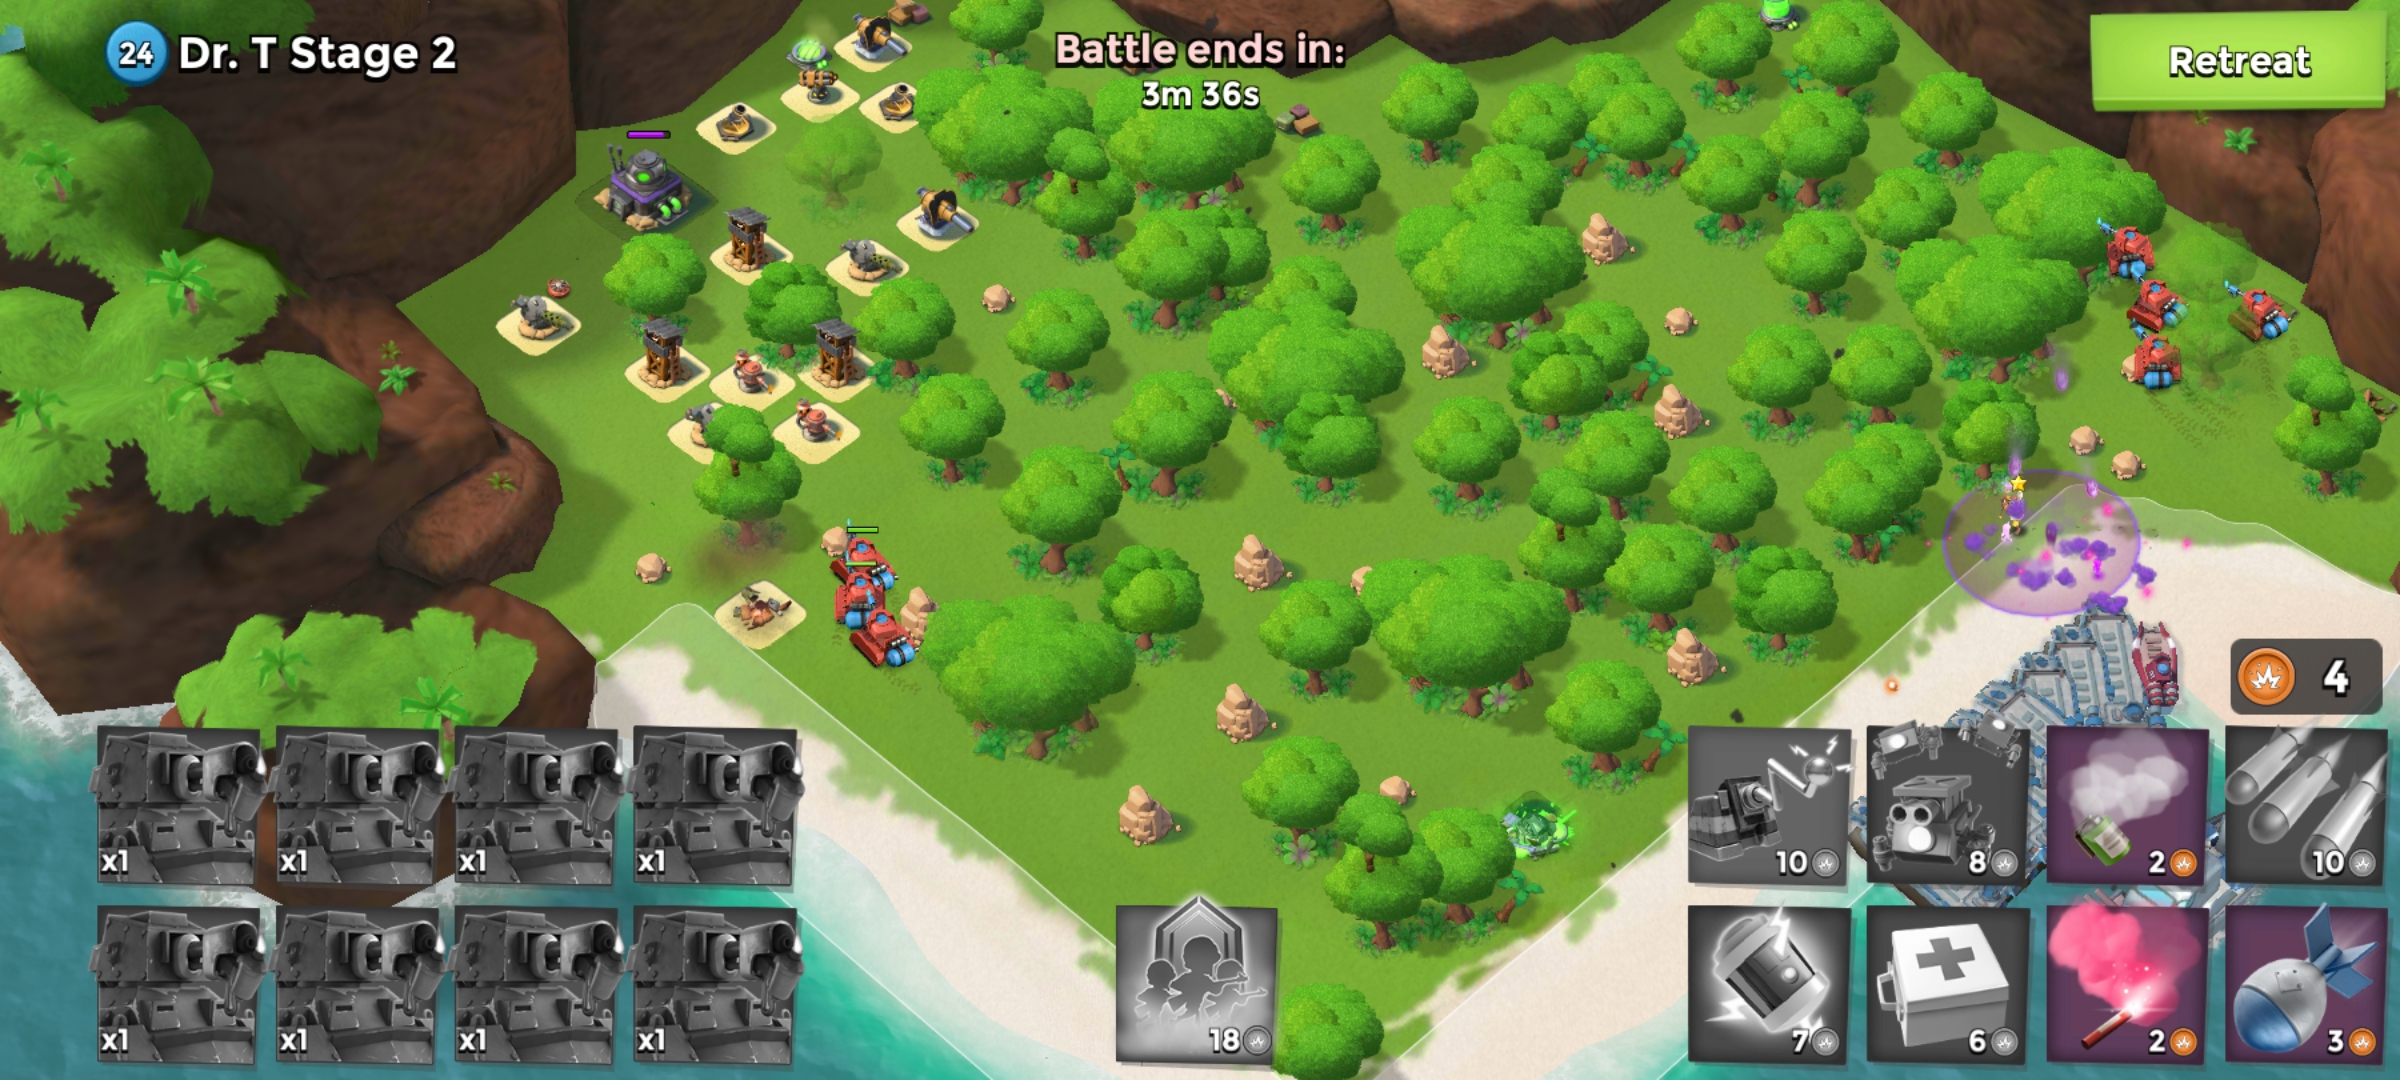 24 Dr. T Stage 2
Battle ends in:
3m 36s
Retreat
4
x1 x1 x1 x1
10 8 2 10
x1 x1 x1 x1
18
7 6 2 3